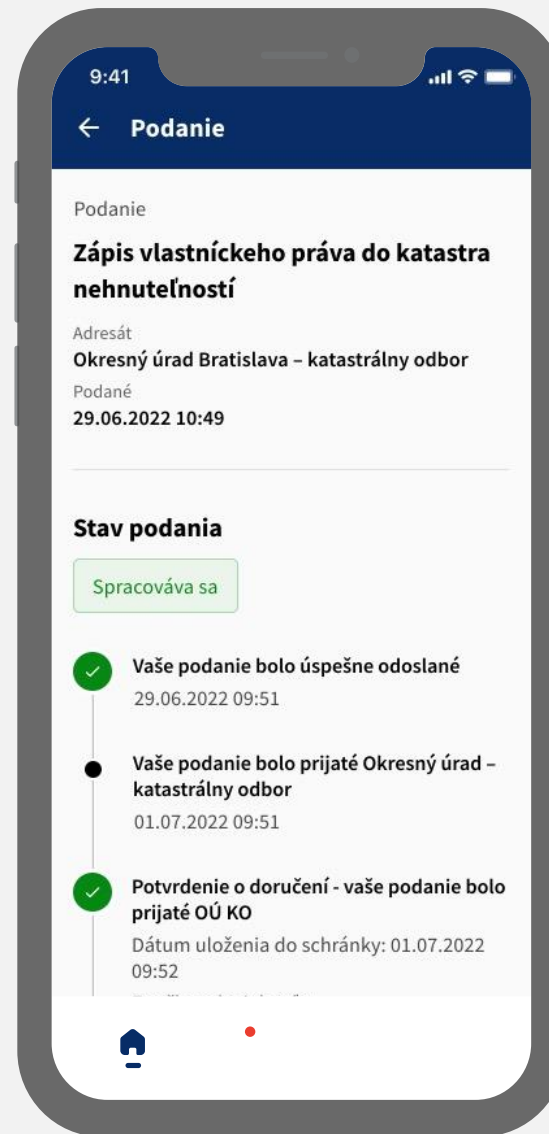 9:41
Podanie
Podanie
Zápis vlastníckeho práva do katastra
nehnuteľností
Adresát
Okresný úrad Bratislava – katastrálny odbor
Podané
29.06.2022 10:49
Stav podania
Spracováva sa
Vaše podanie bolo úspešne odoslané
29.06.2022 09:51
Vaše podanie bolo prijaté Okresný úrad –
katastrálny odbor
01.07.2022 09:51
Potvrdenie o doručení - vaše podanie bolo
prijaté OÚ KO
Dátum uloženia do schránky: 01.07.2022
09:52